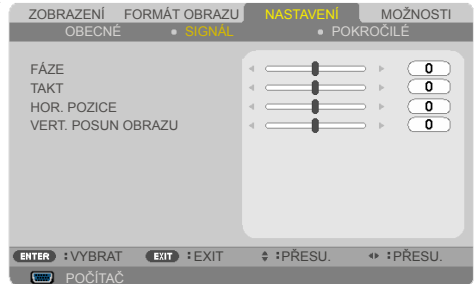 ZOBRAZENÍ FORMÁT OBRAZU NASTAVENÍ MOŽNOSTI
OBECNÉ • SIGNÁL • POKROČILÉ
FÁZE 0
TAKT 0
HOR. POZICE 0
VERT. POSUN OBRAZU 0
ENTER :VYBRAT EXIT :EXIT :PŘESU. :PŘESU.
POČÍTAČ